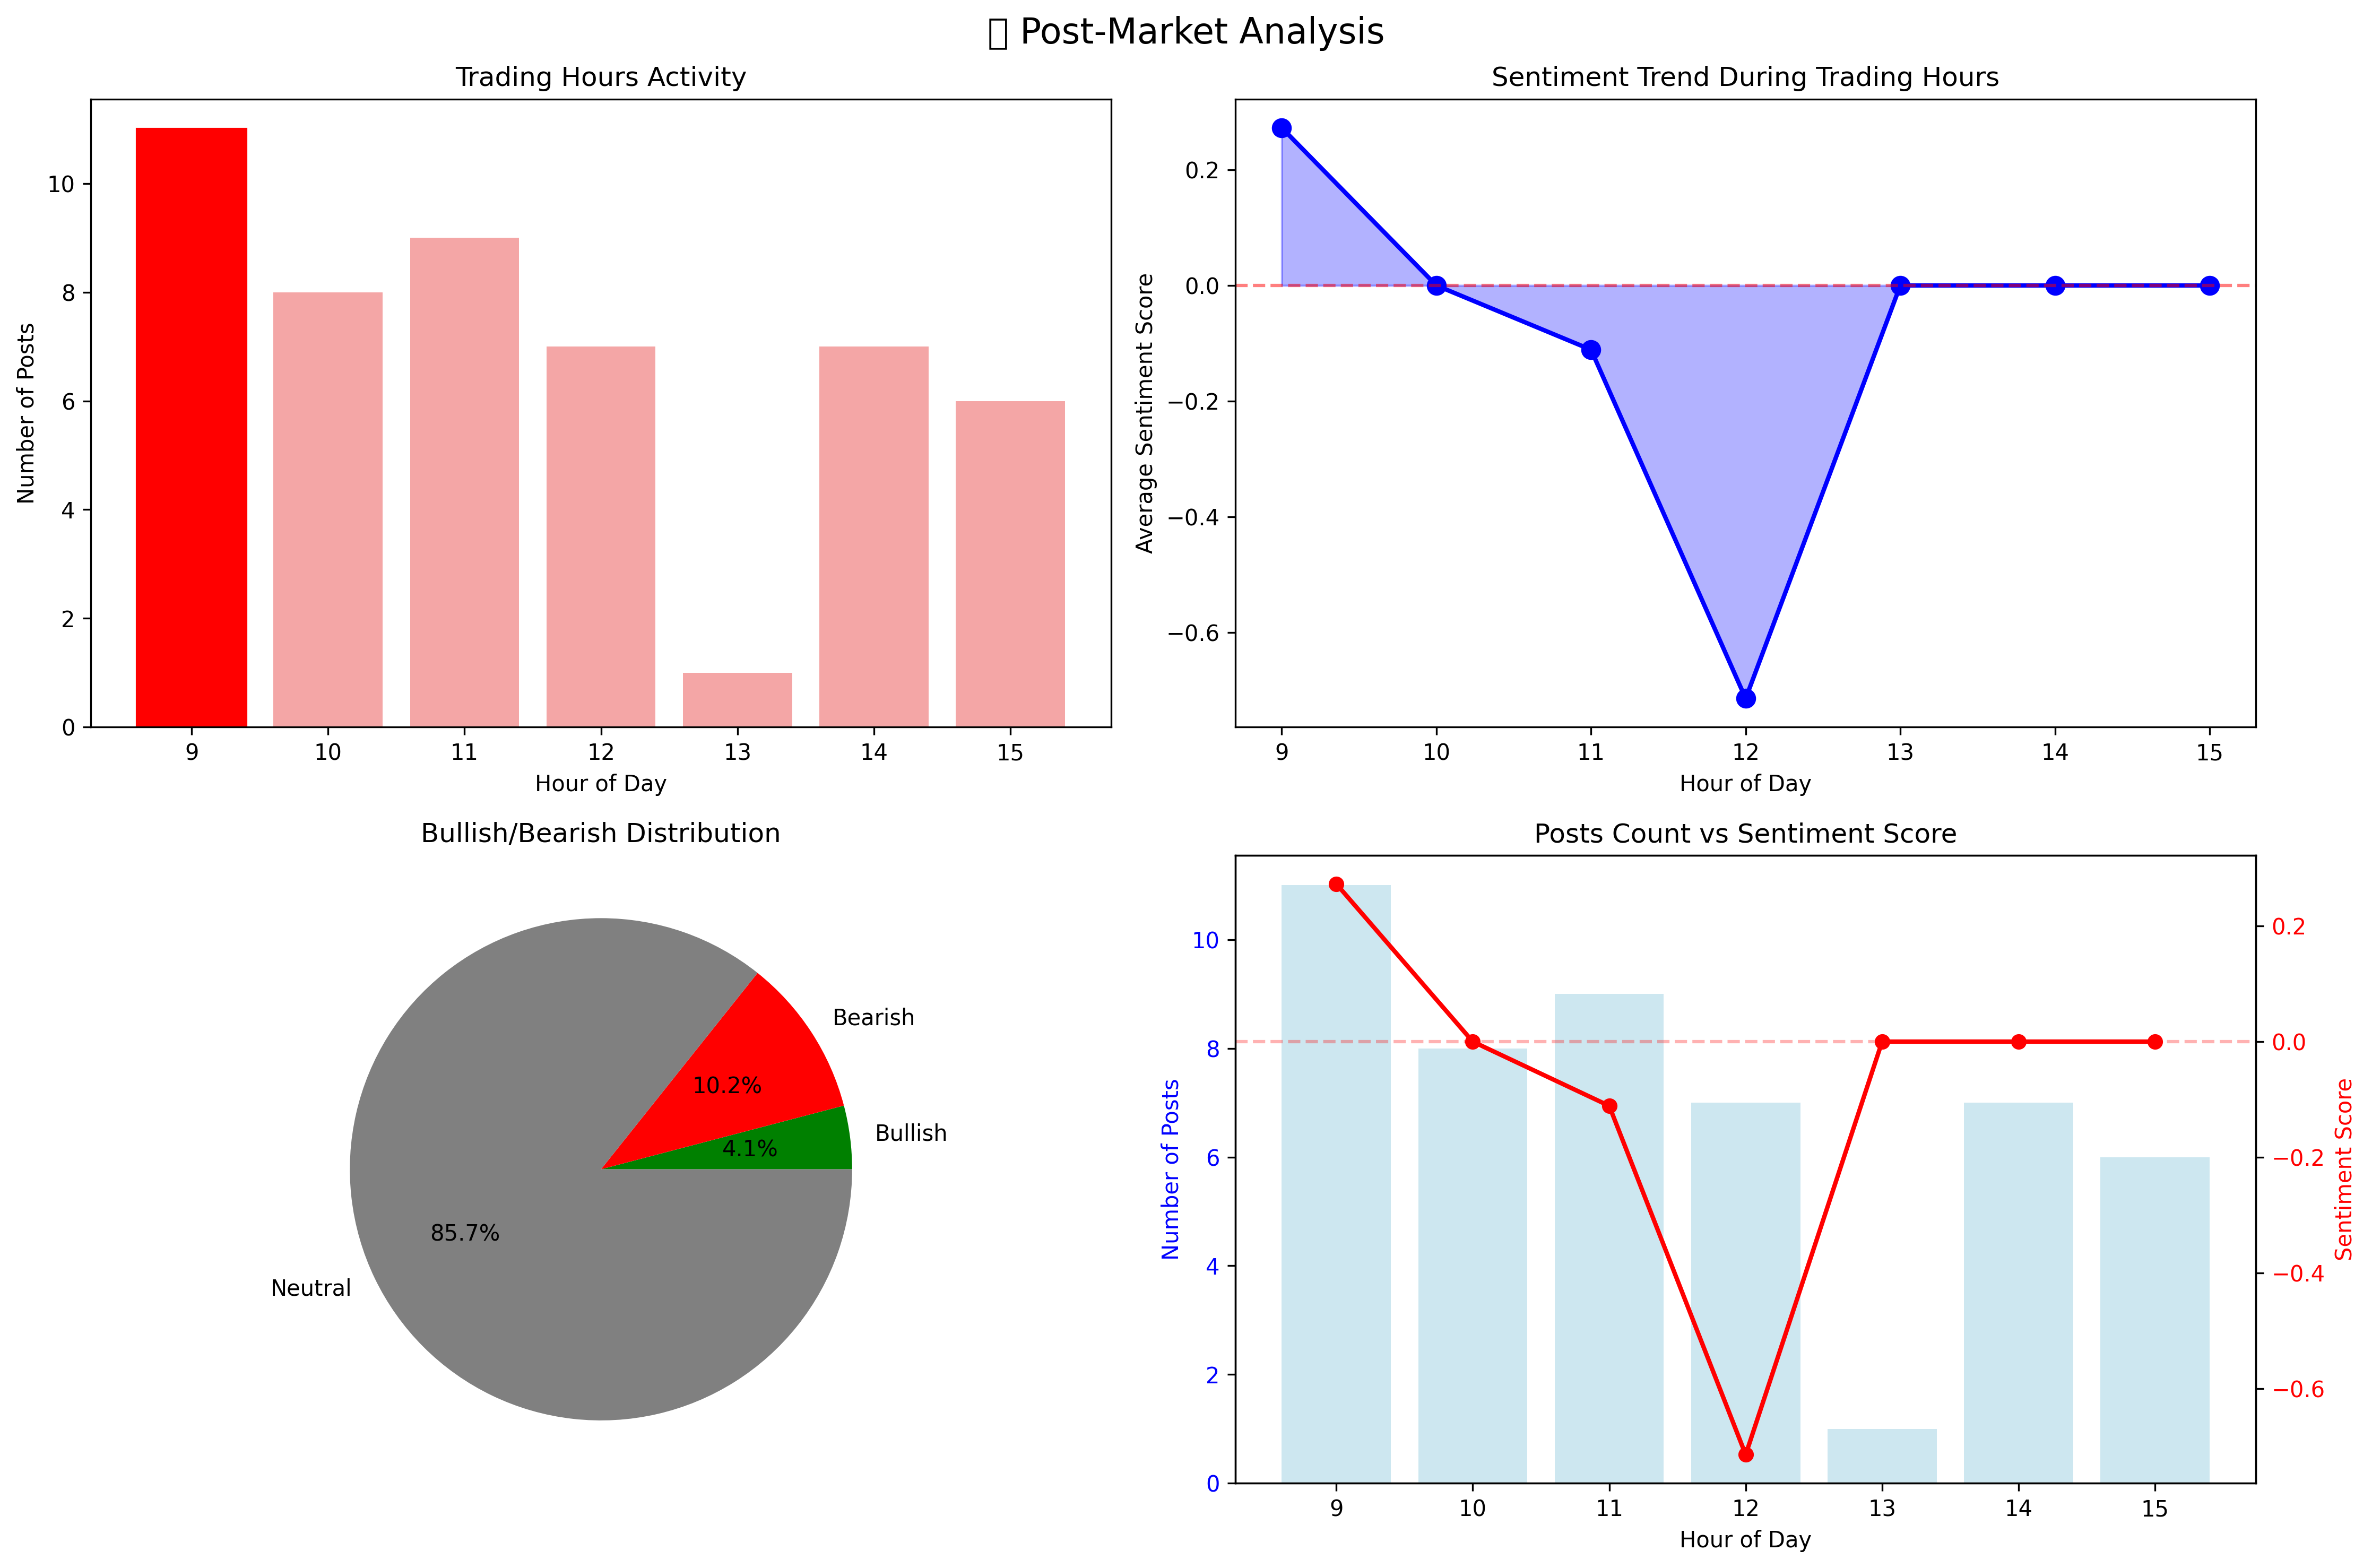 ▯ Post-Market Analysis
Trading Hours Activity
Number of Posts
10
8
6
4
2
0
9 10 11 12 13 14 15
Hour of Day
Sentiment Trend During Trading Hours
Average Sentiment Score
0.2
0.0
−0.2
−0.4
−0.6
9 10 11 12 13 14 15
Hour of Day
Bullish/Bearish Distribution
Bearish
10.2%
Bullish
4.1%
85.7%
Neutral
Posts Count vs Sentiment Score
Number of Posts
10
8
6
4
2
0
0.2
0.0
−0.2
−0.4
−0.6
Sentiment Score
9 10 11 12 13 14 15
Hour of Day